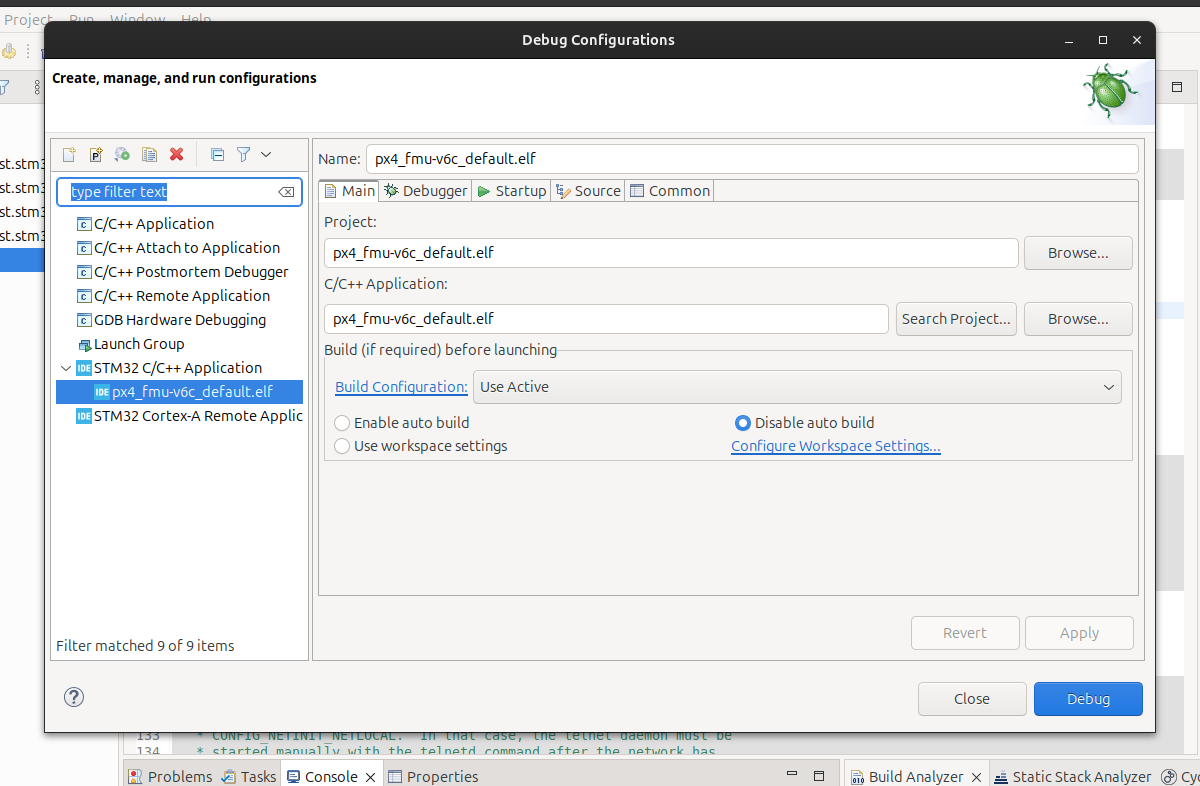 Project Run Window Help
Debug Configurations
Create, manage, and run configurations
type filter text
C/C++ Application
C/C++ Attach to Application
C/C++ Postmortem Debugger
C/C++ Remote Application
GDB Hardware Debugging
Launch Group
IDE STM32 C/C++ Application
IDE px4_fmu-v6c_default.elf
IDE STM32 Cortex-A Remote Applic
Filter matched 9 of 9 items
Name: px4_fmu-v6c_default.elf
Main Debugger Startup Source Common
Project:
px4_fmu-v6c_default.elf Browse...
C/C++ Application:
px4_fmu-v6c_default.elf Search Project... Browse...
Build (if required) before launching
Build Configuration: Use Active
Enable auto build Disable auto build
Use workspace settings Configure Workspace Settings...
Revert Apply
Close Debug
st.stm3
st.stm3
st.stm3
st.stm3
133 * CONFIG_NETINIT_NETLOCAL. In that case, the telnet daemon must be
134 * started manually with the telnetd command after the network has
Problems Tasks Console Properties
Build Analyzer Static Stack Analyzer Cyc